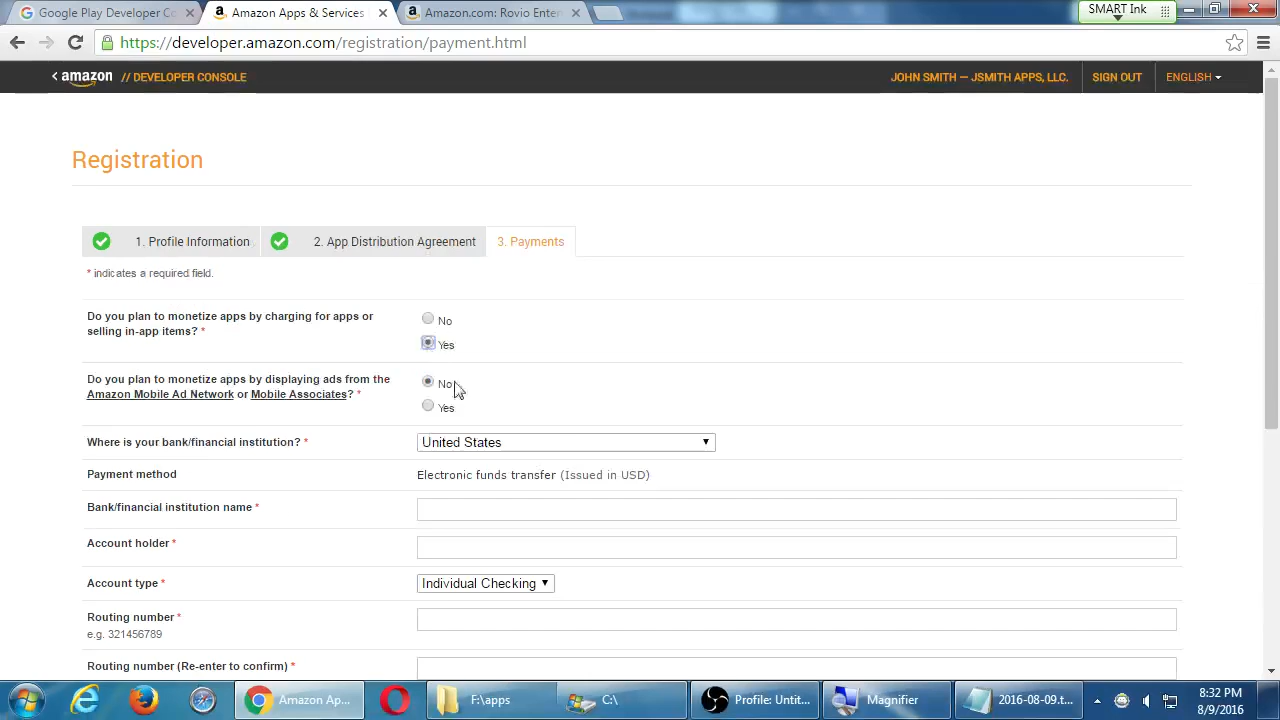 Google Play Developer Co
Amazon Apps & Services
Amazon.com: Rovio Enter
SMART Ink
https://developer.amazon.com/registration/payment.html
amazon // DEVELOPER CONSOLE
JOHN SMITH — JSMITH APPS, LLC.
SIGN OUT
ENGLISH
Registration
1. Profile Information
2. App Distribution Agreement
3. Payments
* indicates a required field.
Do you plan to monetize apps by charging for apps or
selling in-app items? *
No
Yes
Do you plan to monetize apps by displaying ads from the
Amazon Mobile Ad Network or Mobile Associates? *
No
Yes
Where is your bank/financial institution? *
United States
Payment method
Electronic funds transfer (Issued in USD)
Bank/financial institution name *
Account holder *
Account type *
Individual Checking
Routing number *
e.g. 321456789
Routing number (Re-enter to confirm) *
Amazon Ap...
F:\apps
C:\
Profile: Untit...
Magnifier
2016-08-09.t...
8:32 PM
8/9/2016